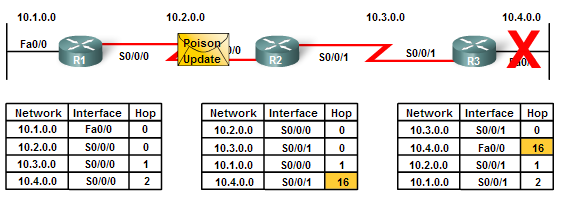 10.1.0.0 10.2.0.0 10.3.0.0 10.4.0.0
Fa0/0 R1 S0/0/0 Poison /0/0 R2 S0/0/1 S0/0/1 R3
Update
Network Interface Hop
10.1.0.0 Fa0/0 0
10.2.0.0 S0/0/0 0
10.3.0.0 S0/0/0 1
10.4.0.0 S0/0/0 2
Network Interface Hop
10.2.0.0 S0/0/0 0
10.3.0.0 S0/0/1 0
10.1.0.0 S0/0/0 1
10.4.0.0 S0/0/1 16
Network Interface Hop
10.3.0.0 S0/0/1 0
10.4.0.0 Fa0/0 16
10.2.0.0 S0/0/1 1
10.1.0.0 S0/0/1 2